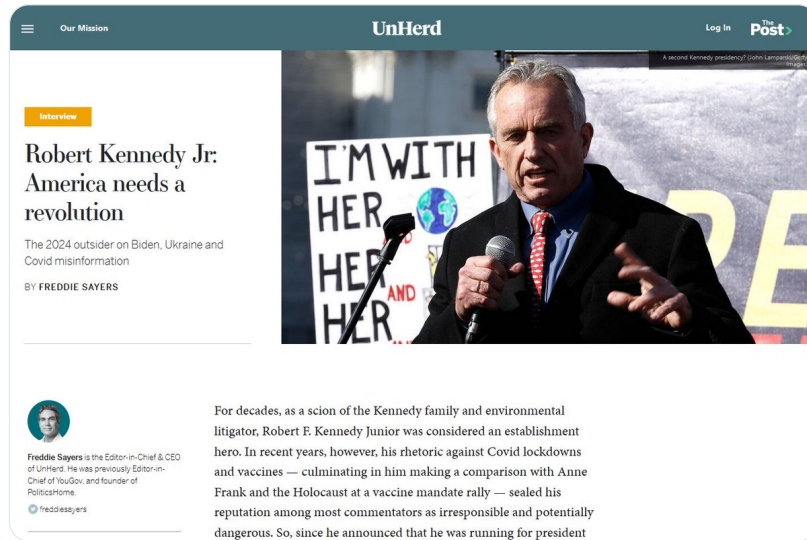 Our Mission
UnHerd
Log In
The
Post>
A second Kennedy presidency? (John Lamparski/Getty
Images)
Interview
Robert Kennedy Jr:
America needs a
revolution
The 2024 outsider on Biden, Ukraine and
Covid misinformation
BY FREDDIE SAYERS
I'M WITH
HER
AND
HER
AND
HER
Freddie Sayers is the Editor-in-Chief & CEO
of UnHerd. He was previously Editor-in-
Chief of YouGov, and founder of
PoliticsHome.
freddiesayers
For decades, as a scion of the Kennedy family and environmental
litigator, Robert F. Kennedy Junior was considered an establishment
hero. In recent years, however, his rhetoric against Covid lockdowns
and vaccines — culminating in him making a comparison with Anne
Frank and the Holocaust at a vaccine mandate rally — sealed his
reputation among most commentators as irresponsible and potentially
dangerous. So, since he announced that he was running for president